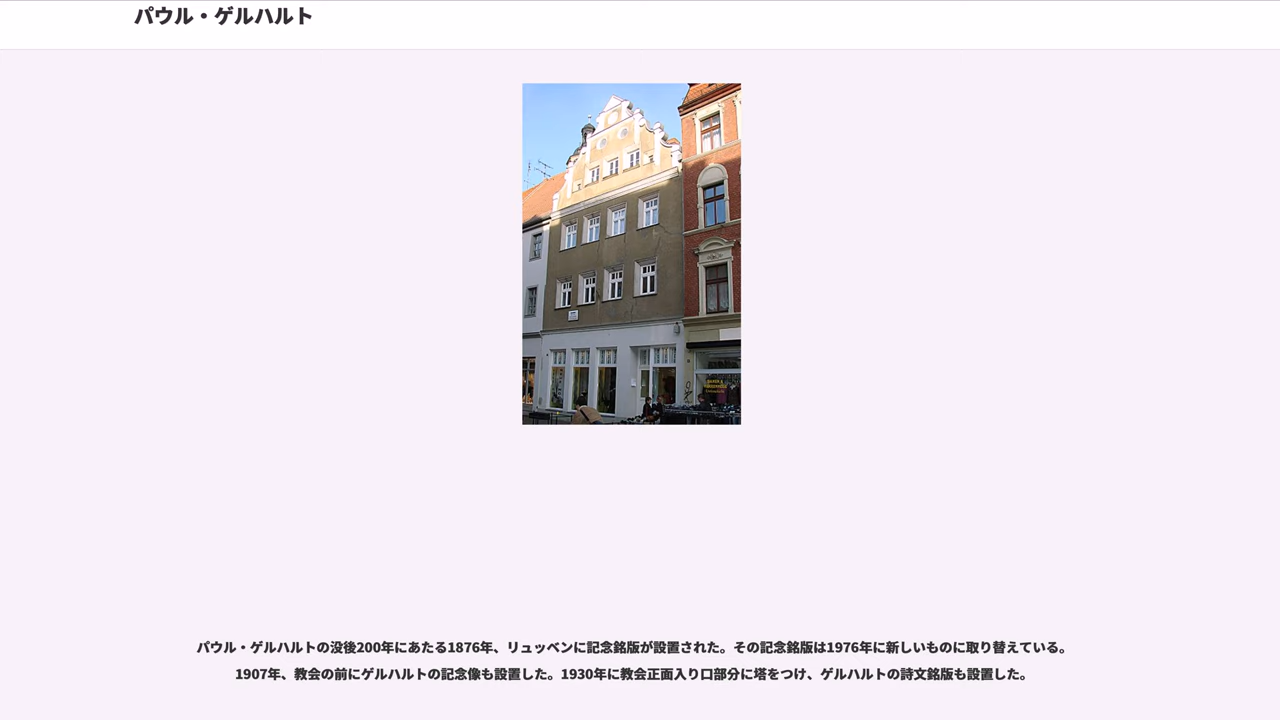 パウル・ゲルハルト
パウル・ゲルハルトの没後200年にあたる1876年、リュッベンに記念銘版が設置された。その記念銘版は1976年に新しいものに取り替えている。
1907年、教会の前にゲルハルトの記念像も設置した。1930年に教会正面入り口部分に塔をつけ、ゲルハルトの詩文銘版も設置した。